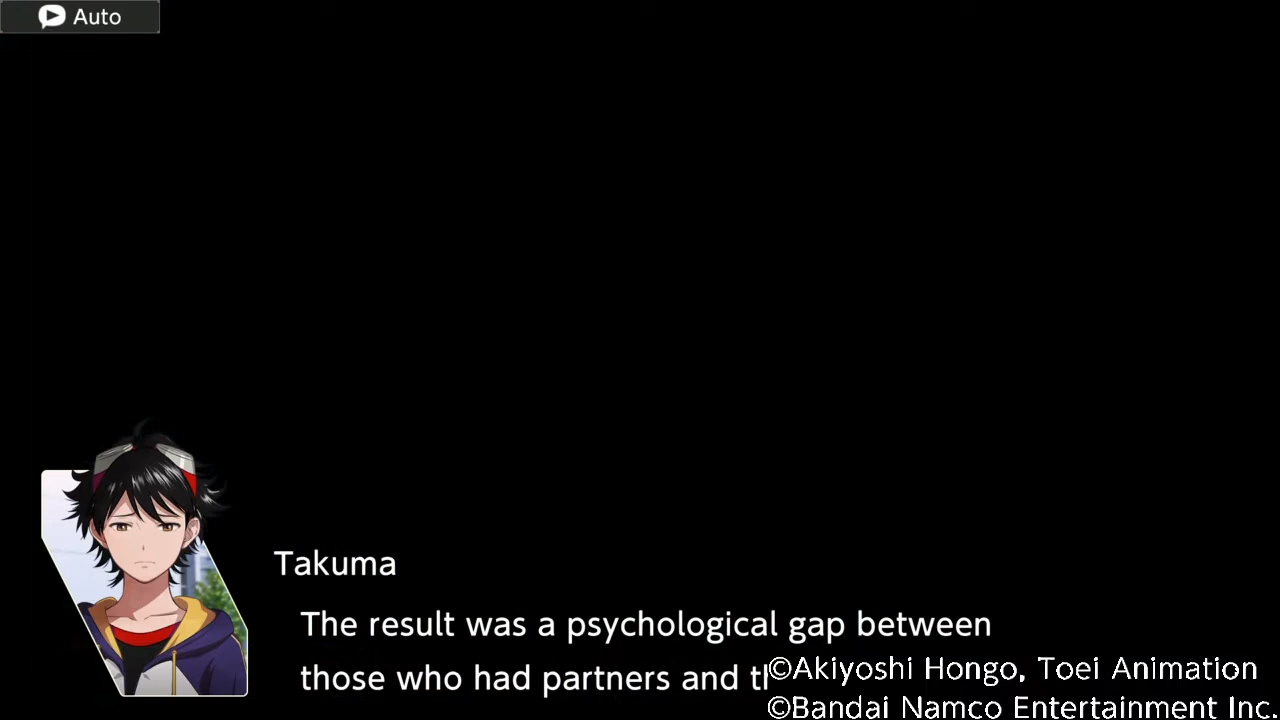 Auto
Takuma
The result was a psychological gap between
those who had partners and
©Akiyoshi Hongo, Toei Animation
©Bandai Namco Entertainment Inc.